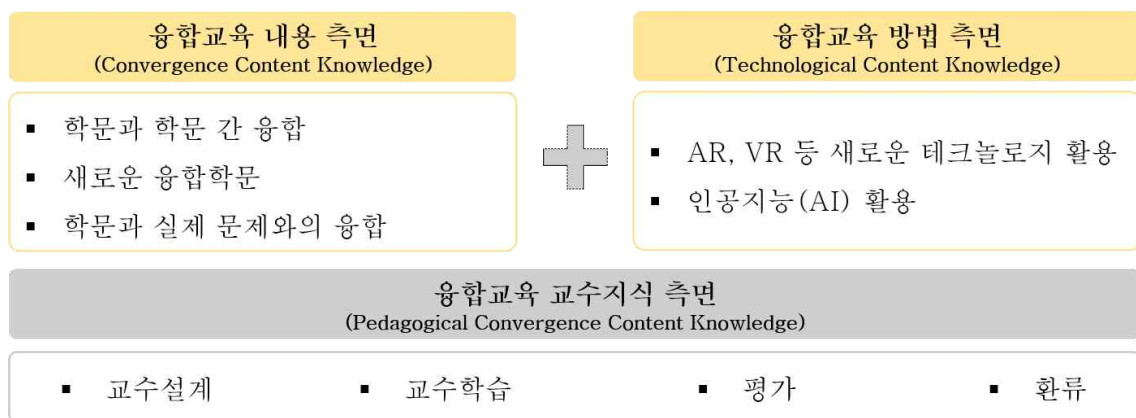 융합교육 내용 측면
(Convergence Content Knowledge)
▪ 학문과 학문 간 융합
▪ 새로운 융합학문
▪ 학문과 실제 문제와의 융합
융합교육 방법 측면
(Technological Content Knowledge)
▪ AR, VR 등 새로운 테크놀로지 활용
▪ 인공지능(AI) 활용
융합교육 교수지식 측면
(Pedagogical Convergence Content Knowledge)
▪ 교수설계 ▪ 교수학습 ▪ 평가 ▪ 환류